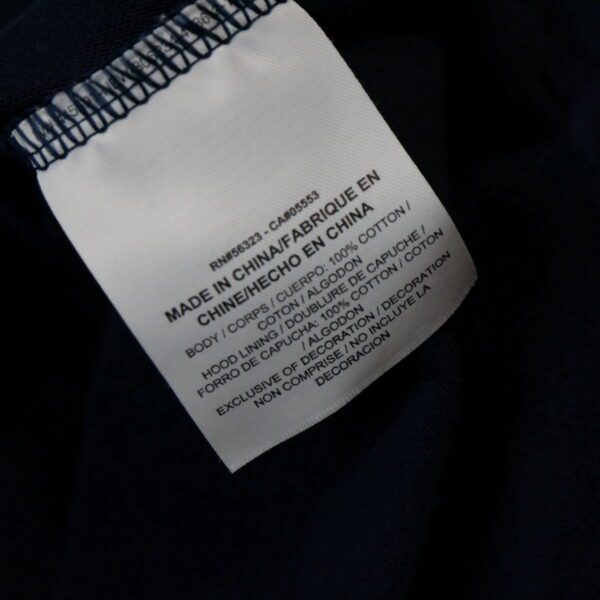 RN#56323 - CA#05553
MADE IN CHINA/FABRIQUE EN
CHINE/HECHO EN CHINA
BODY / CORPS / CUERPO: 100% COTTON /
COTON / ALGODON
HOOD LINING / DOUBLURE DE CAPUCHE /
FORRO DE CAPUCHA: 100% COTTON / COTON
/ ALGODON
EXCLUSIVE OF DECORATION / DECORATION
NON COMPRISE / NO INCLUYE LA
DECORACION